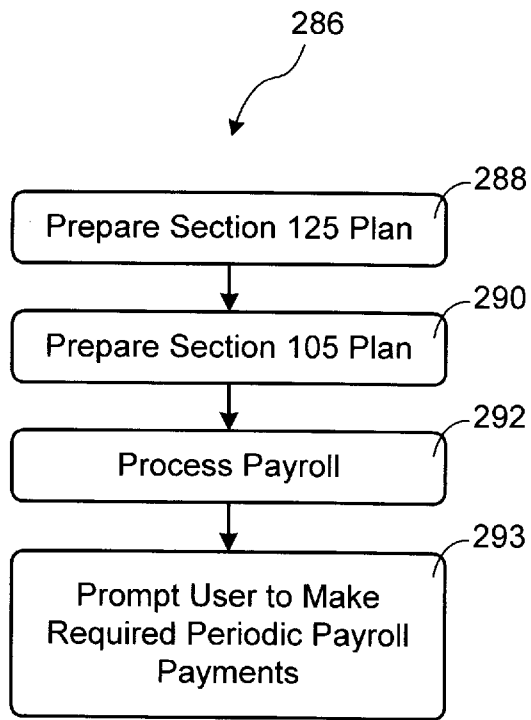 286
288
Prepare Section 125 Plan
290
Prepare Section 105 Plan
292
Process Payroll
293
Prompt User to Make
Required Periodic Payroll
Payments